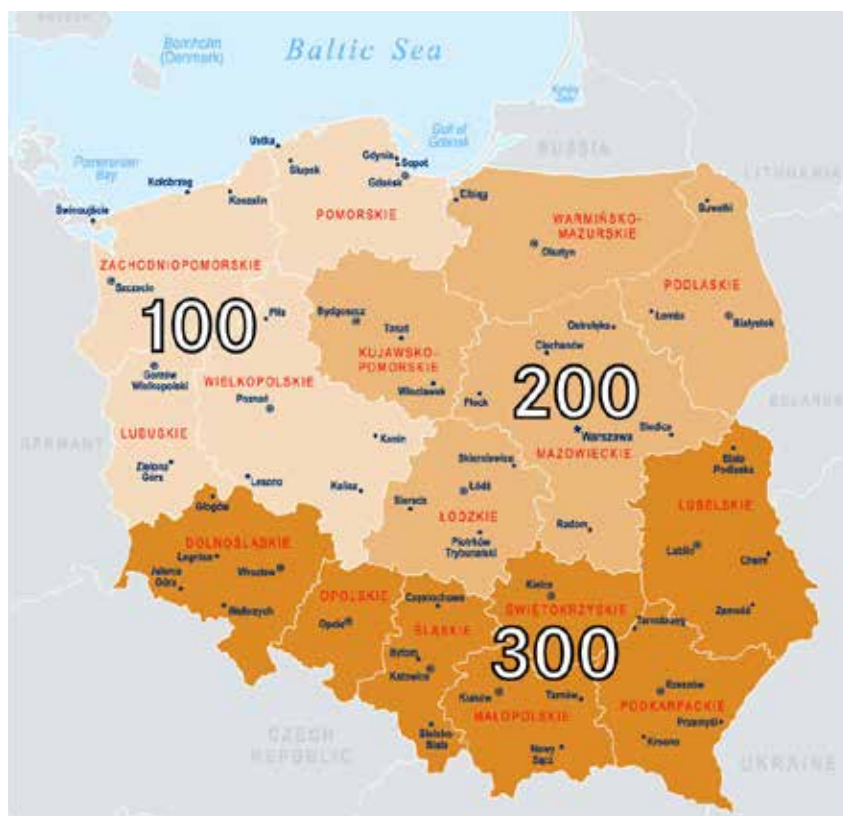 Bornholm
(Denmark)
Baltic Sea
Gulf of
Gdansk
RUSSIA
LITHUANIA
Pomeranian
Bay
Ustka
Słupsk
Gdynia
Sopot
Gdańsk
Kołobrzeg
Koszalin
Świnoujście
POMORSKIE
Elbląg
WARMIŃSKO-
MAZURSKIE
Olsztyn
Suwałki
ZACHODNIOPOMORSKIE
Szczecin
100
Piła
Bydgoszcz
Toruń
KUJAWSKO-
POMORSKIE
Włocławek
PODLASKIE
Łomża
Białystok
Ostrołęka
Ciechanów
Gorzów
Wielkopolski
WIELKOPOLSKIE
Poznań
Płock
200
Warszawa
Siedlce
MAZOWIECKIE
GERMANY
BELARUS
LUBUSKIE
Zielona
Góra
Leszno
Konin
Kalisz
Skierniewice
Łódź
Sieradz
ŁÓDZKIE
Piotrków
Trybunalski
Radom
Biała
Podlaska
LUBELSKIE
Lublin
Chełm
Zamość
Głogów
DOLNOŚLĄSKIE
Legnica
Jelenia
Góra
Wrocław
Wałbrzych
OPOLSKIE
Opole
Częstochowa
ŚLĄSKIE
Bytom
Katowice
Bielsko-
Biała
Kielce
ŚWIĘTOKRZYSKIE
Tarnobrzeg
300
Kraków
Tarnów
MAŁOPOLSKIE
Nowy
Sącz
Rzeszów
PODKARPACKIE
Przemyśl
Krosno
CZECH
REPUBLIC
UKRAINE